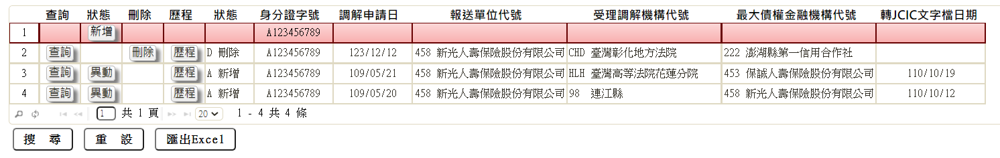 查詢 狀態 刪除 歷程 狀態 身分證字號 調解申請日 報送單位代號 受理調解機構代號 最大債權金融機構代號 轉JCIC文字檔日期
1 新增 A123456789
2 查詢 刪除 歷程 D 刪除 A123456789 123/12/12 458 新光人壽保險股份有限公司 CHD 臺灣彰化地方法院 222 澎湖縣第一信用合作社
3 查詢 異動 歷程 A 新增 A123456789 109/05/21 458 新光人壽保險股份有限公司 HLH 臺灣高等法院花蓮分院 453 保誠人壽保險股份有限公司 110/10/19
4 查詢 異動 歷程 A 新增 A123456789 109/05/20 458 新光人壽保險股份有限公司 98 連江縣 458 新光人壽保險股份有限公司 110/10/12
1 共 1 頁 20 1 - 4 共 4 條
搜 尋 重 設 匯出Excel